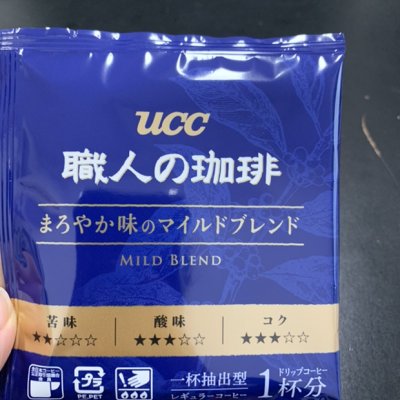 UCC
職人の珈琲
まろやか味のマイルドブレンド
MILD BLEND
苦味 酸味 コク
★★☆☆☆ ★★★☆☆ ★★★☆☆
PE,PET
一杯抽出型
レギュラーコーヒー
ドリップコーヒー
1杯分